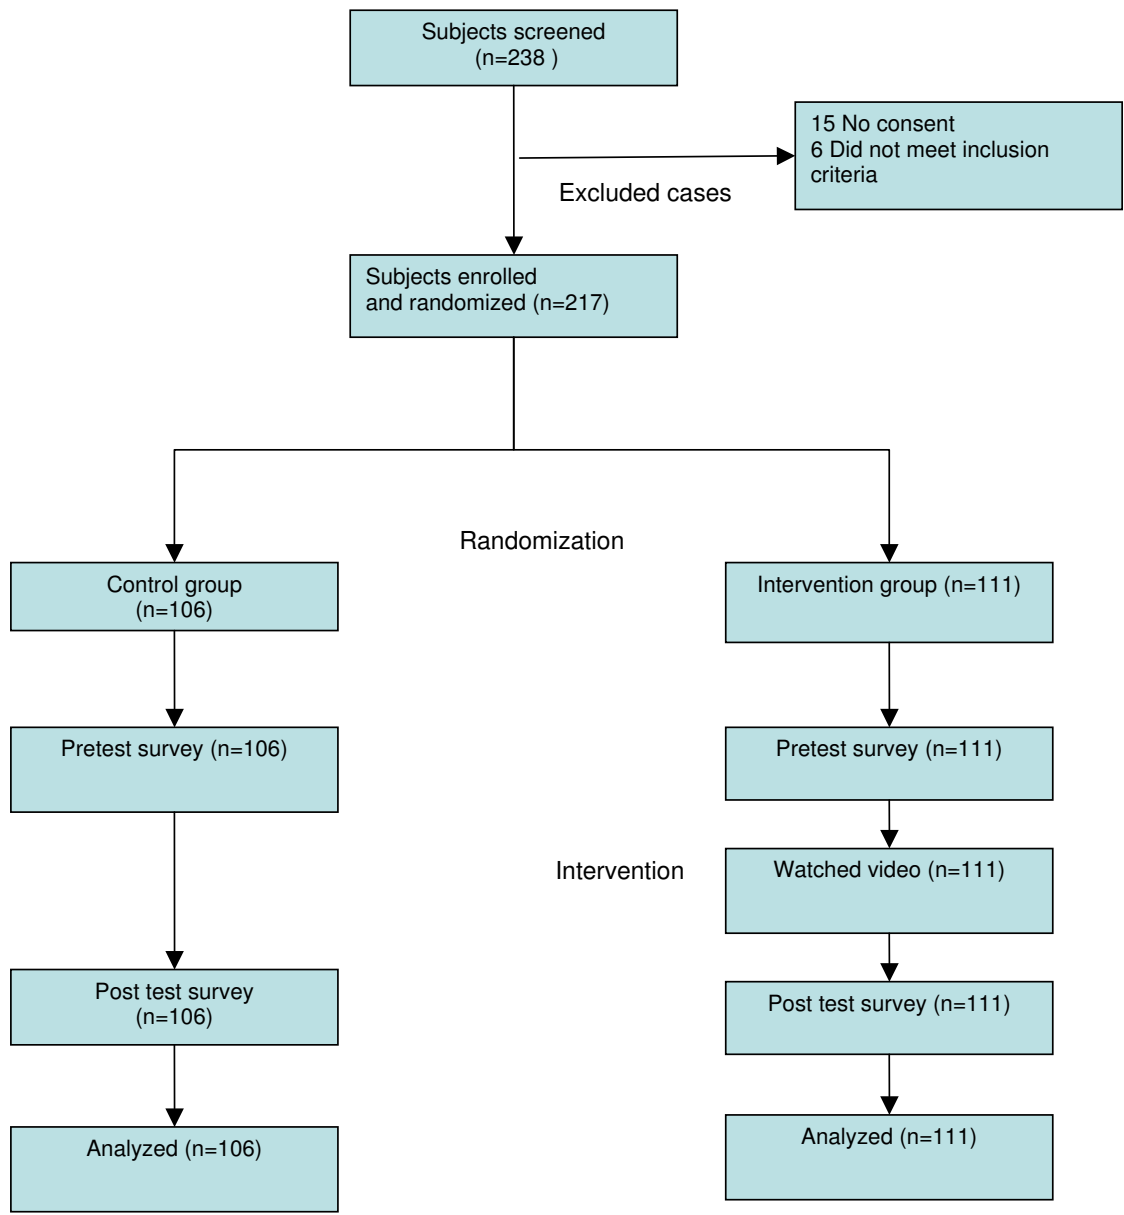 Subjects screened
(n=238 )
15 No consent
6 Did not meet inclusion
criteria
Excluded cases
Subjects enrolled
and randomized (n=217)
Randomization
Control group
(n=106)
Intervention group (n=111)
Pretest survey (n=106)
Pretest survey (n=111)
Intervention
Watched video (n=111)
Post test survey
(n=106)
Post test survey (n=111)
Analyzed (n=106)
Analyzed (n=111)